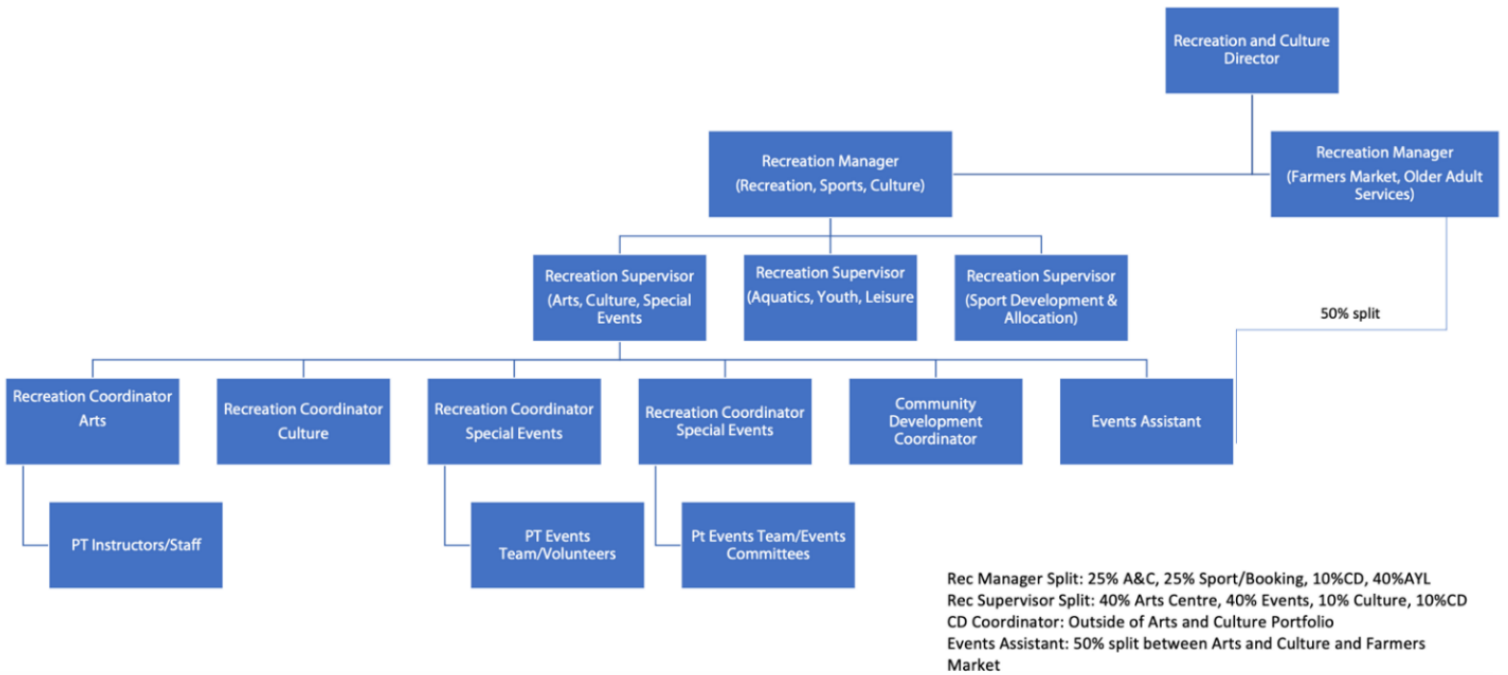 Recreation and Culture
Director
Recreation Manager
(Recreation, Sports, Culture)
Recreation Manager
(Farmers Market, Older Adult
Services)
Recreation Supervisor
(Arts, Culture, Special
Events
Recreation Supervisor
(Aquatics, Youth, Leisure
Recreation Supervisor
(Sport Development &
Allocation)
50% split
Recreation Coordinator
Arts
Recreation Coordinator
Culture
Recreation Coordinator
Special Events
Recreation Coordinator
Special Events
Community
Development
Coordinator
Events Assistant
PT Instructors/Staff
PT Events
Team/Volunteers
Pt Events Team/Events
Committees
Rec Manager Split: 25% A&C, 25% Sport/Booking, 10%CD, 40%AYL
Rec Supervisor Split: 40% Arts Centre, 40% Events, 10% Culture, 10%CD
CD Coordinator: Outside of Arts and Culture Portfolio
Events Assistant: 50% split between Arts and Culture and Farmers
Market